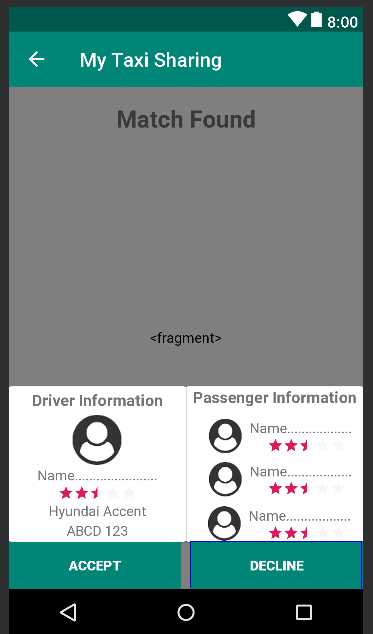 8:00
My Taxi Sharing
Match Found
<fragment>
Driver Information
Name......................
Hyundai Accent
ABCD 123
Passenger Information
Name.................
Name...................
Name...................
ACCEPT
DECLINE